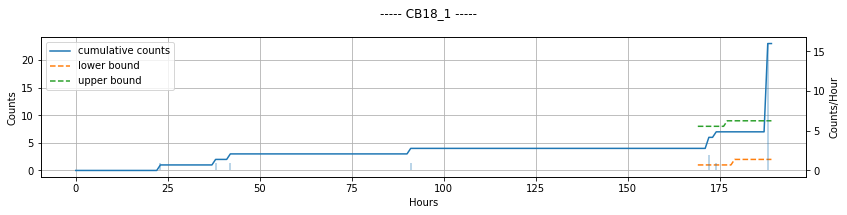 ----- CB18_1 -----
cumulative counts
lower bound
upper bound
Counts
20
15
10
5
0
Counts/Hour
15
10
5
0
0 25 50 75 100 125 150 175
Hours